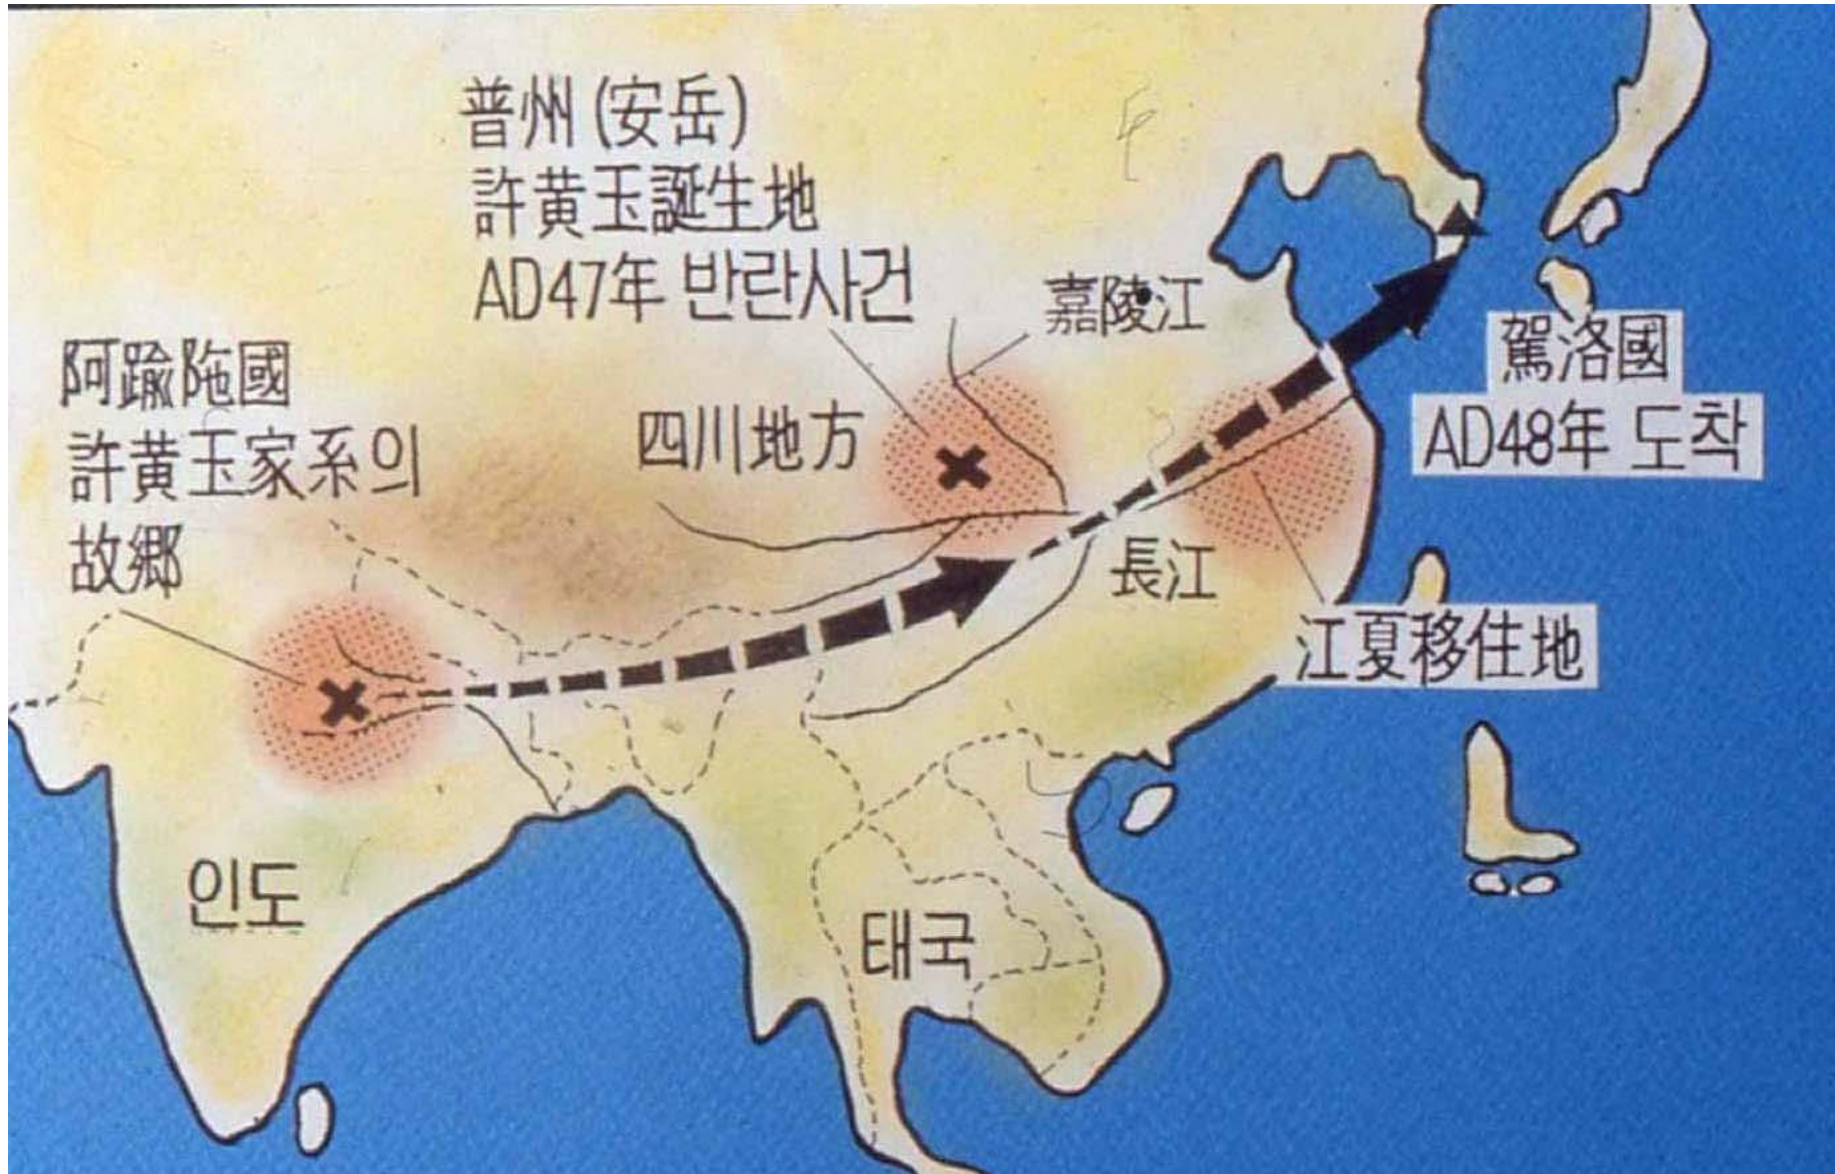 普州 (安岳)
許黄玉誕生地
AD47年 반란사건
嘉陵江
阿踰陁國
許黄玉家系의
故郷
四川地方
駕洛國
AD48年 도착
長江
江夏移住地
인도
태국